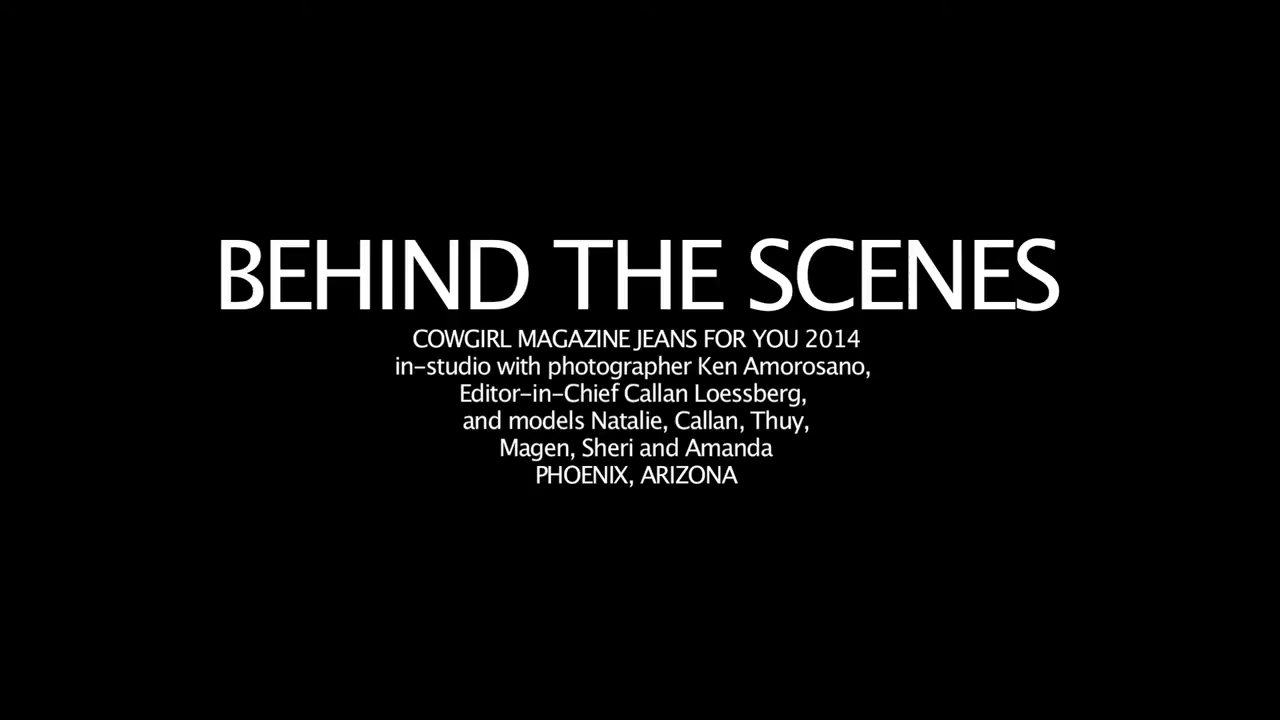 BEHIND THE SCENES
COWGIRL MAGAZINE JEANS FOR YOU 2014
in-studio with photographer Ken Amorosano,
Editor-in-Chief Callan Loessberg,
and models Natalie, Callan, Thuy,
Magen, Sheri and Amanda
PHOENIX, ARIZONA